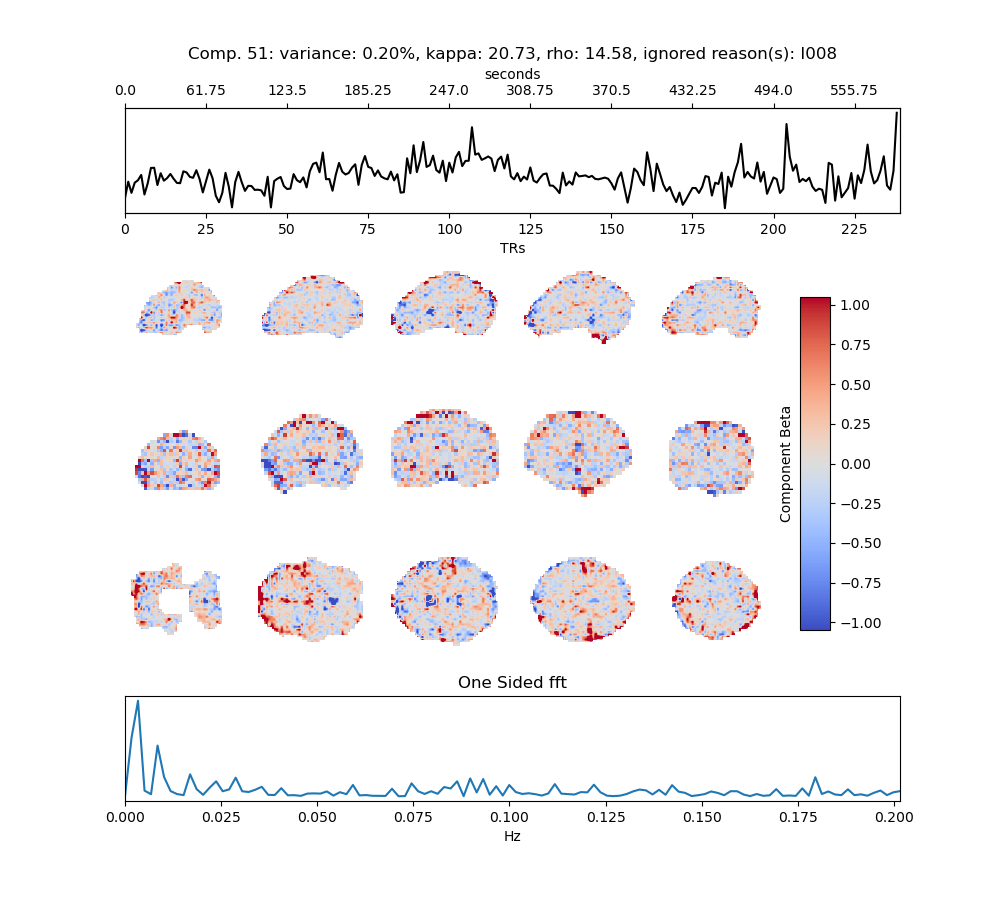 Comp. 51: variance: 0.20%, kappa: 20.73, rho: 14.58, ignored reason(s): I008
seconds
0.0 61.75 123.5 185.25 247.0 308.75 370.5 432.25 494.0 555.75
0 25 50 75 100 125 150 175 200 225
TRs
1.00
0.75
0.50
0.25
0.00
−0.25
−0.50
−0.75
−1.00
Component Beta
One Sided fft
0.000 0.025 0.050 0.075 0.100 0.125 0.150 0.175 0.200
Hz